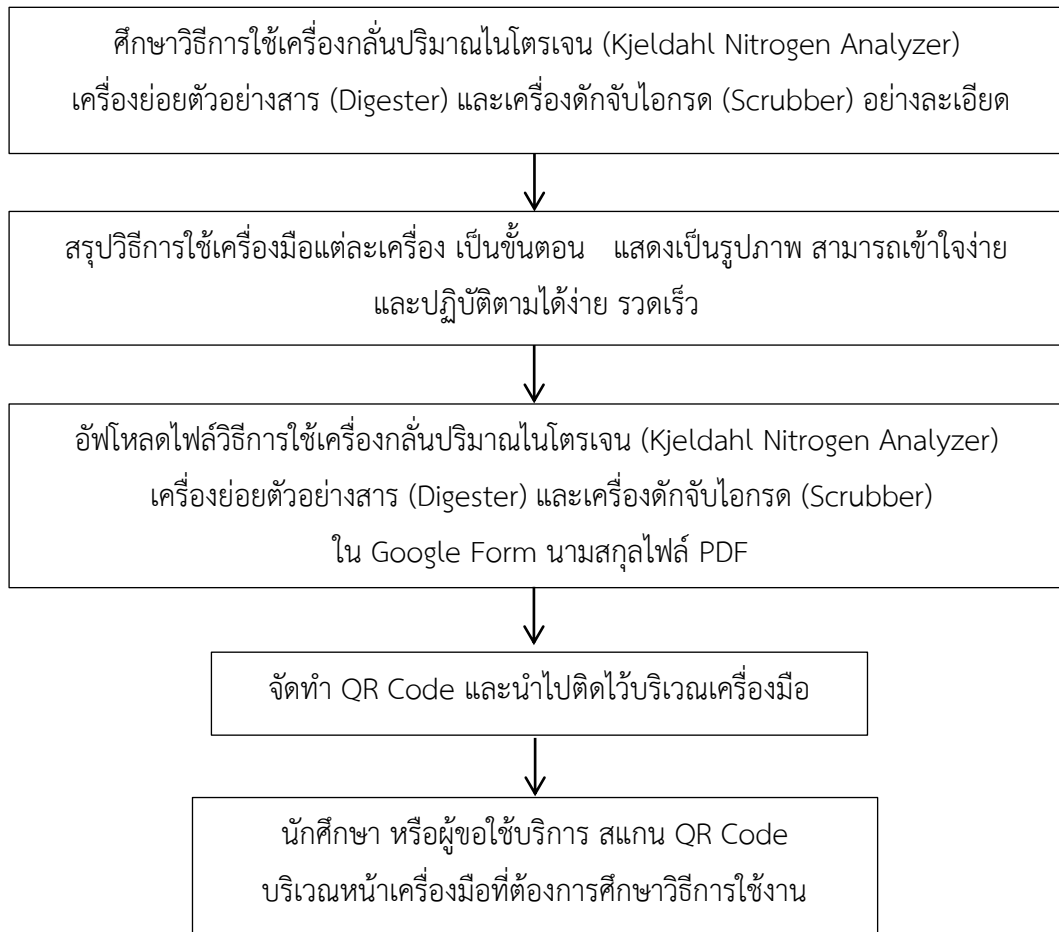 ศึกษาวิธีการใช้เครื่องกลั่นปริมาณไนโตรเจน (Kjeldahl Nitrogen Analyzer)
เครื่องย่อยตัวอย่างสาร (Digester) และเครื่องดักจับไอกรด (Scrubber) อย่างละเอียด
สรุปวิธีการใช้เครื่องมือแต่ละเครื่อง เป็นขั้นตอน แสดงเป็นรูปภาพ สามารถเข้าใจง่าย
และปฏิบัติตามได้ง่าย รวดเร็ว
อัฟโหลดไฟล์วิธีการใช้เครื่องกลั่นปริมาณไนโตรเจน (Kjeldahl Nitrogen Analyzer)
เครื่องย่อยตัวอย่างสาร (Digester) และเครื่องดักจับไอกรด (Scrubber)
ใน Google Form นามสกุลไฟล์ PDF
จัดทำ QR Code และนำไปติดไว้บริเวณเครื่องมือ
นักศึกษา หรือผู้ขอใช้บริการ สแกน QR Code
บริเวณหน้าเครื่องมือที่ต้องการศึกษาวิธีการใช้งาน